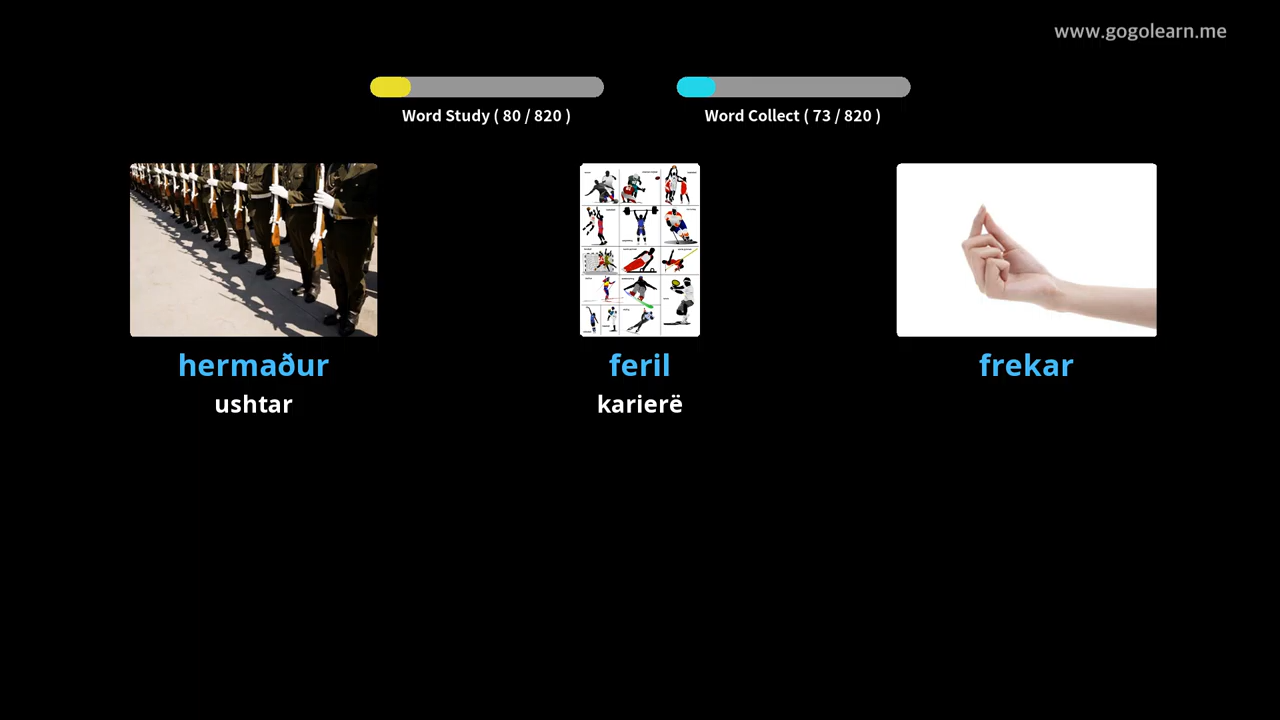 www.gogolearn.me
Word Study ( 80 / 820 )
Word Collect ( 73 / 820 )
hermaður
ushtar
feril
karierë
frekar